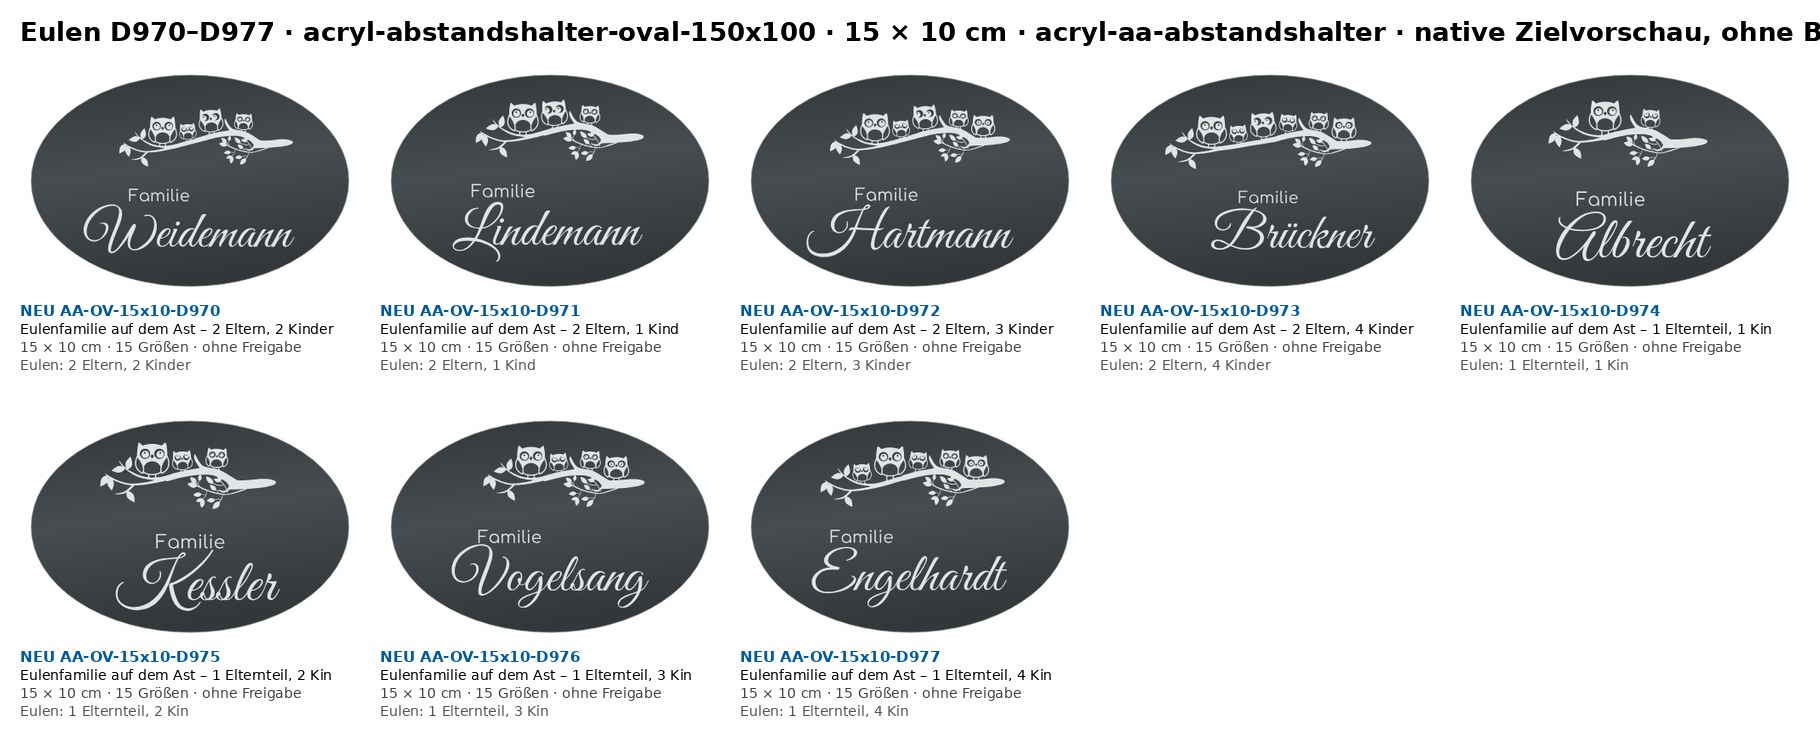 Eulen D970–D977 · acryl-abstandshalter-oval-150x100 · 15 × 10 cm · acryl-aa-abstandshalter · native Zielvorschau, ohne B
Familie
Weidemann
NEU AA-OV-15x10-D970
Eulenfamilie auf dem Ast – 2 Eltern, 2 Kinder
15 × 10 cm · 15 Größen · ohne Freigabe
Eulen: 2 Eltern, 2 Kinder
Familie
Lindemann
NEU AA-OV-15x10-D971
Eulenfamilie auf dem Ast – 2 Eltern, 1 Kind
15 × 10 cm · 15 Größen · ohne Freigabe
Eulen: 2 Eltern, 1 Kind
Familie
Hartmann
NEU AA-OV-15x10-D972
Eulenfamilie auf dem Ast – 2 Eltern, 3 Kinder
15 × 10 cm · 15 Größen · ohne Freigabe
Eulen: 2 Eltern, 3 Kinder
Familie
Brückner
NEU AA-OV-15x10-D973
Eulenfamilie auf dem Ast – 2 Eltern, 4 Kinder
15 × 10 cm · 15 Größen · ohne Freigabe
Eulen: 2 Eltern, 4 Kinder
Familie
Albrecht
NEU AA-OV-15x10-D974
Eulenfamilie auf dem Ast – 1 Elternteil, 1 Kin
15 × 10 cm · 15 Größen · ohne Freigabe
Eulen: 1 Elternteil, 1 Kin
Familie
Kessler
NEU AA-OV-15x10-D975
Eulenfamilie auf dem Ast – 1 Elternteil, 2 Kin
15 × 10 cm · 15 Größen · ohne Freigabe
Eulen: 1 Elternteil, 2 Kin
Familie
Vogelsang
NEU AA-OV-15x10-D976
Eulenfamilie auf dem Ast – 1 Elternteil, 3 Kin
15 × 10 cm · 15 Größen · ohne Freigabe
Eulen: 1 Elternteil, 3 Kin
Familie
Engelhardt
NEU AA-OV-15x10-D977
Eulenfamilie auf dem Ast – 1 Elternteil, 4 Kin
15 × 10 cm · 15 Größen · ohne Freigabe
Eulen: 1 Elternteil, 4 Kin